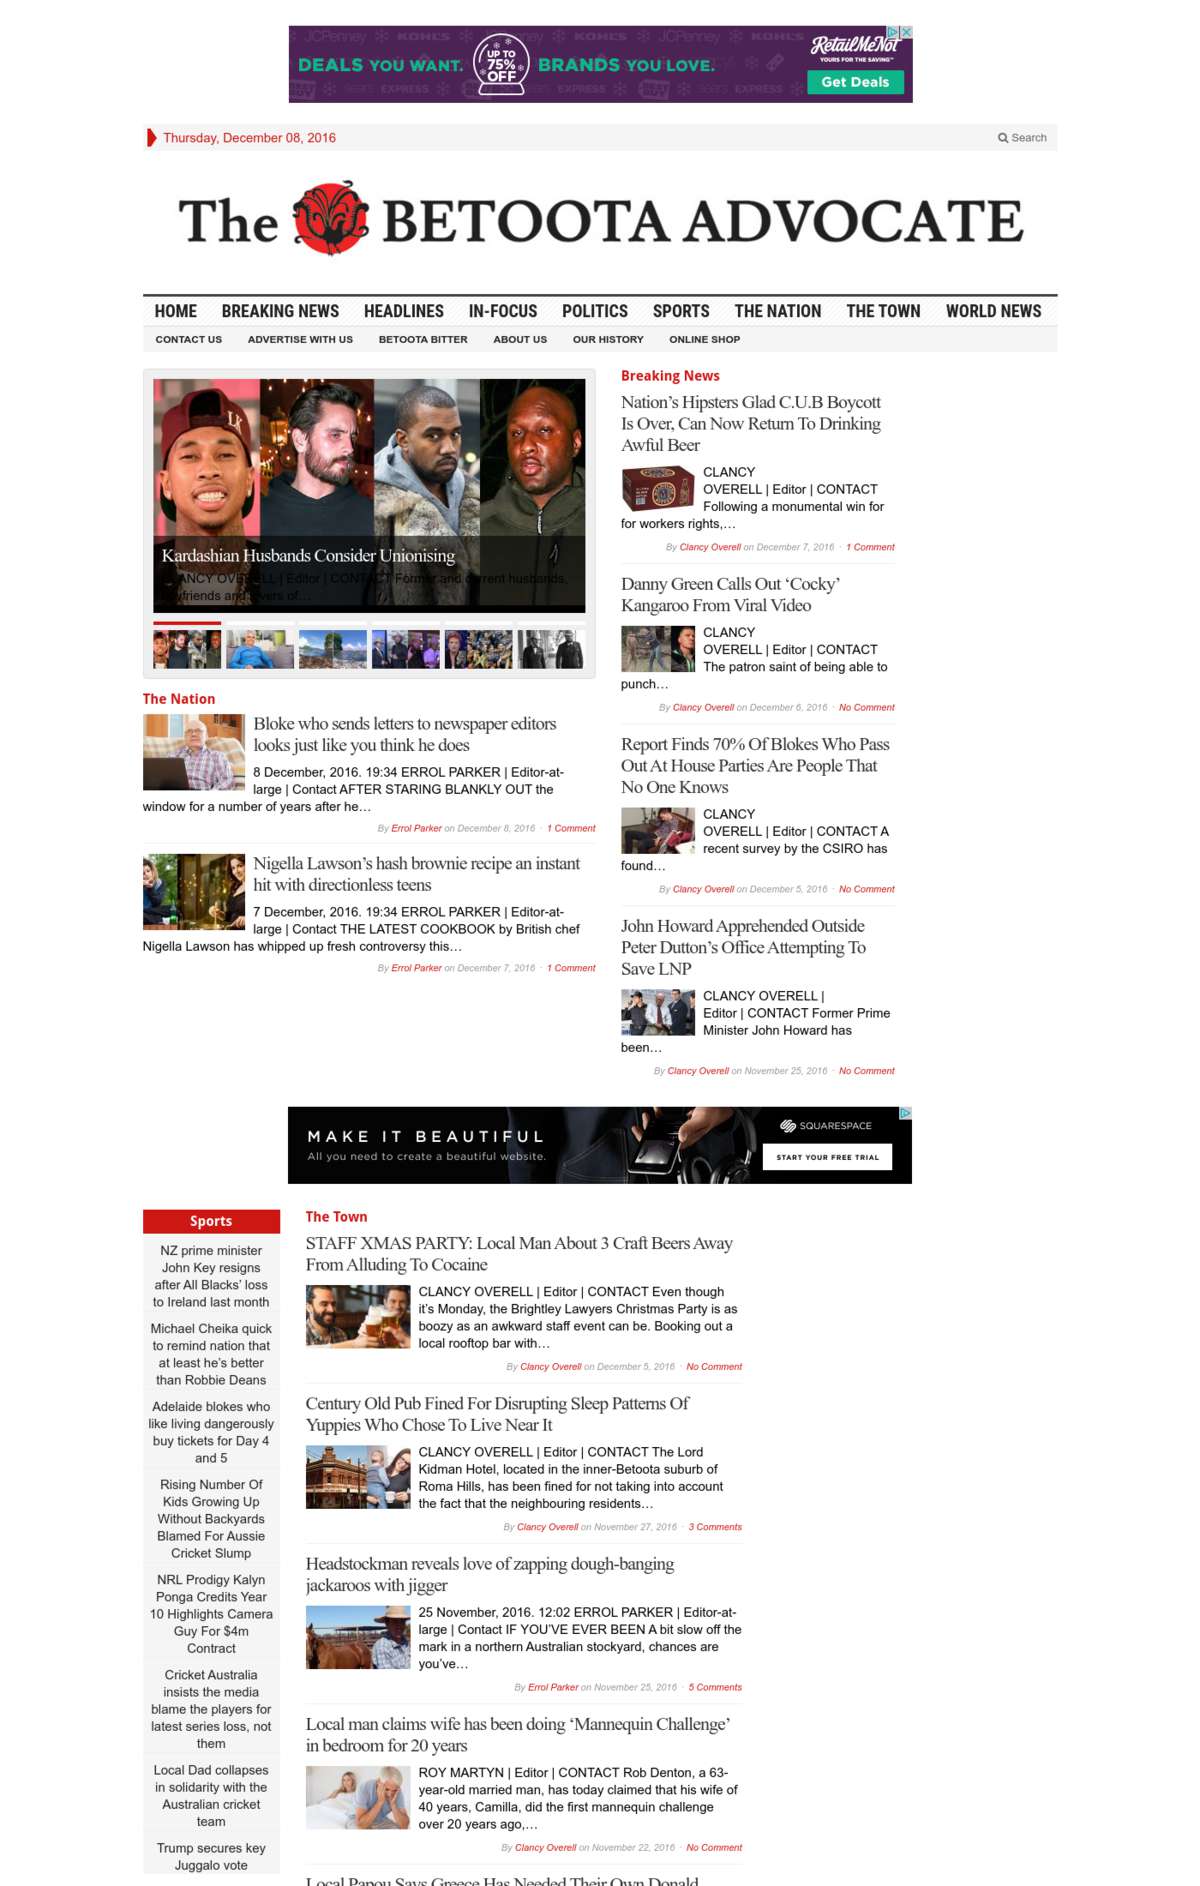 DEALS YOU WANT.
UP TO
75%
OFF
BRANDS YOU LOVE.
RetailMeNot
YOURS FOR THE SAVING™
Get Deals
Thursday, December 08, 2016
Search
The BETOOTA ADVOCATE
HOME BREAKING NEWS HEADLINES IN-FOCUS POLITICS SPORTS THE NATION THE TOWN WORLD NEWS
CONTACT US ADVERTISE WITH US BETOOTA BITTER ABOUT US OUR HISTORY ONLINE SHOP
Kardashian Husbands Consider Unionising
CLANCY OVERELL | Editor | CONTACT Former and current husbands,
boyfriends and lovers of…
The Nation
Bloke who sends letters to newspaper editors
looks just like you think he does
8 December, 2016. 19:34 ERROL PARKER | Editor-at-
large | Contact AFTER STARING BLANKLY OUT the
window for a number of years after he…
By Errol Parker on December 8, 2016 · 1 Comment
Nigella Lawson’s hash brownie recipe an instant
hit with directionless teens
7 December, 2016. 19:34 ERROL PARKER | Editor-at-
large | Contact THE LATEST COOKBOOK by British chef
Nigella Lawson has whipped up fresh controversy this…
By Errol Parker on December 7, 2016 · 1 Comment
Breaking News
Nation’s Hipsters Glad C.U.B Boycott
Is Over, Can Now Return To Drinking
Awful Beer
CLANCY
OVERELL | Editor | CONTACT
Following a monumental win for
for workers rights,…
By Clancy Overell on December 7, 2016 · 1 Comment
Danny Green Calls Out ‘Cocky’
Kangaroo From Viral Video
CLANCY
OVERELL | Editor | CONTACT
The patron saint of being able to
punch…
By Clancy Overell on December 6, 2016 · No Comment
Report Finds 70% Of Blokes Who Pass
Out At House Parties Are People That
No One Knows
CLANCY
OVERELL | Editor | CONTACT A
recent survey by the CSIRO has
found…
By Clancy Overell on December 5, 2016 · No Comment
John Howard Apprehended Outside
Peter Dutton’s Office Attempting To
Save LNP
CLANCY OVERELL |
Editor | CONTACT Former Prime
Minister John Howard has
been…
By Clancy Overell on November 25, 2016 · No Comment
MAKE IT BEAUTIFUL
All you need to create a beautiful website.
SQUARESPACE
START YOUR FREE TRIAL
Sports
NZ prime minister
John Key resigns
after All Blacks’ loss
to Ireland last month
Michael Cheika quick
to remind nation that
at least he’s better
than Robbie Deans
Adelaide blokes who
like living dangerously
buy tickets for Day 4
and 5
Rising Number Of
Kids Growing Up
Without Backyards
Blamed For Aussie
Cricket Slump
NRL Prodigy Kalyn
Ponga Credits Year
10 Highlights Camera
Guy For $4m
Contract
Cricket Australia
insists the media
blame the players for
latest series loss, not
them
Local Dad collapses
in solidarity with the
Australian cricket
team
Trump secures key
Juggalo vote
The Town
STAFF XMAS PARTY: Local Man About 3 Craft Beers Away
From Alluding To Cocaine
CLANCY OVERELL | Editor | CONTACT Even though
it’s Monday, the Brightley Lawyers Christmas Party is as
boozy as an awkward staff event can be. Booking out a
local rooftop bar with…
By Clancy Overell on December 5, 2016 · No Comment
Century Old Pub Fined For Disrupting Sleep Patterns Of
Yuppies Who Chose To Live Near It
CLANCY OVERELL | Editor | CONTACT The Lord
Kidman Hotel, located in the inner-Betoota suburb of
Roma Hills, has been fined for not taking into account
the fact that the neighbouring residents…
By Clancy Overell on November 27, 2016 · 3 Comments
Headstockman reveals love of zapping dough-banging
jackaroos with jigger
25 November, 2016. 12:02 ERROL PARKER | Editor-at-
large | Contact IF YOU’VE EVER BEEN A bit slow off the
mark in a northern Australian stockyard, chances are
you’ve…
By Errol Parker on November 25, 2016 · 5 Comments
Local man claims wife has been doing ‘Mannequin Challenge’
in bedroom for 20 years
ROY MARTYN | Editor | CONTACT Rob Denton, a 63-
year-old married man, has today claimed that his wife of
40 years, Camilla, did the first mannequin challenge
over 20 years ago,…
By Clancy Overell on November 22, 2016 · No Comment
Local Papou Says Greece Has Needed Their Own Donald